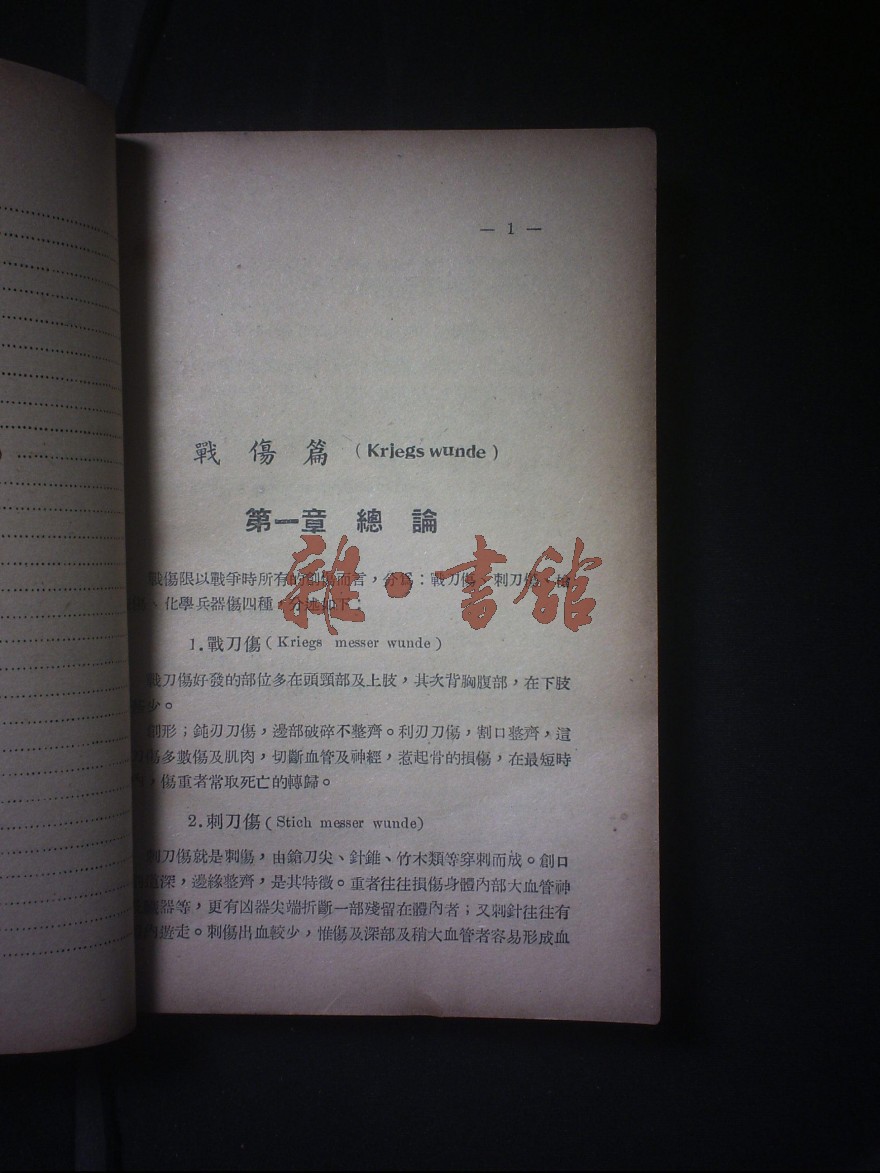 — 1 —
戰傷篇 (Kriegs wunde)
第一章 總論
戰傷限以戰爭時所有的創傷而言，分爲：戰刀傷、刺刀傷、槍
、化學兵器傷四種，分述如下：
雜·書館
1.戰刀傷(Kriegs messer wunde)
戰刀傷好發的部位多在頭頸部及上肢，其次背胸腹部，在下肢
少。
創形；鈍刃刀傷，邊部破碎不整齊。利刃刀傷，割口整齊，這
刀傷多數傷及肌肉，切斷血管及神經，惹起骨的損傷，在最短時
，傷重者常取死亡的轉歸。
2.刺刀傷(Stich messer wunde)
刺刀傷就是刺傷，由鎗刀尖、針錐、竹木類等穿刺而成。創口
深，邊緣整齊，是其特徵。重者往往損傷身體內部大血管神
臟器等，更有凶器尖端折斷一部殘留在體內者；又刺針往往有
內遊走。刺傷出血較少，惟傷及深部及稍大血管者容易形成血